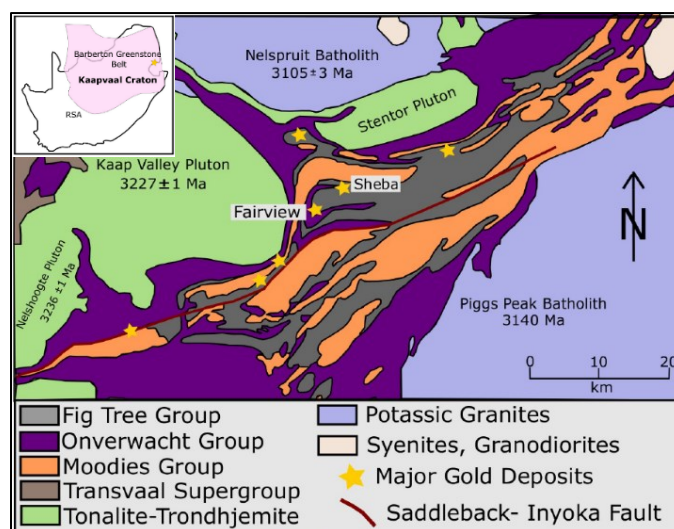 Barberton Greenstone
Belt
Kaapvaal Craton
RSA
Nelspruit Batholith
3105±3 Ma
Stentor Pluton
Kaap Valley Pluton
3227±1 Ma
Sheba
Fairview
N
Nelshoogte Pluton
3236 ±1 Ma
Piggs Peak Batholith
3140 Ma
0 10 20
km
Fig Tree Group
Onverwacht Group
Moodies Group
Transvaal Supergroup
Tonalite-Trondhjemite
Potassic Granites
Syenites, Granodiorites
Major Gold Deposits
Saddleback- Inyoka Fault